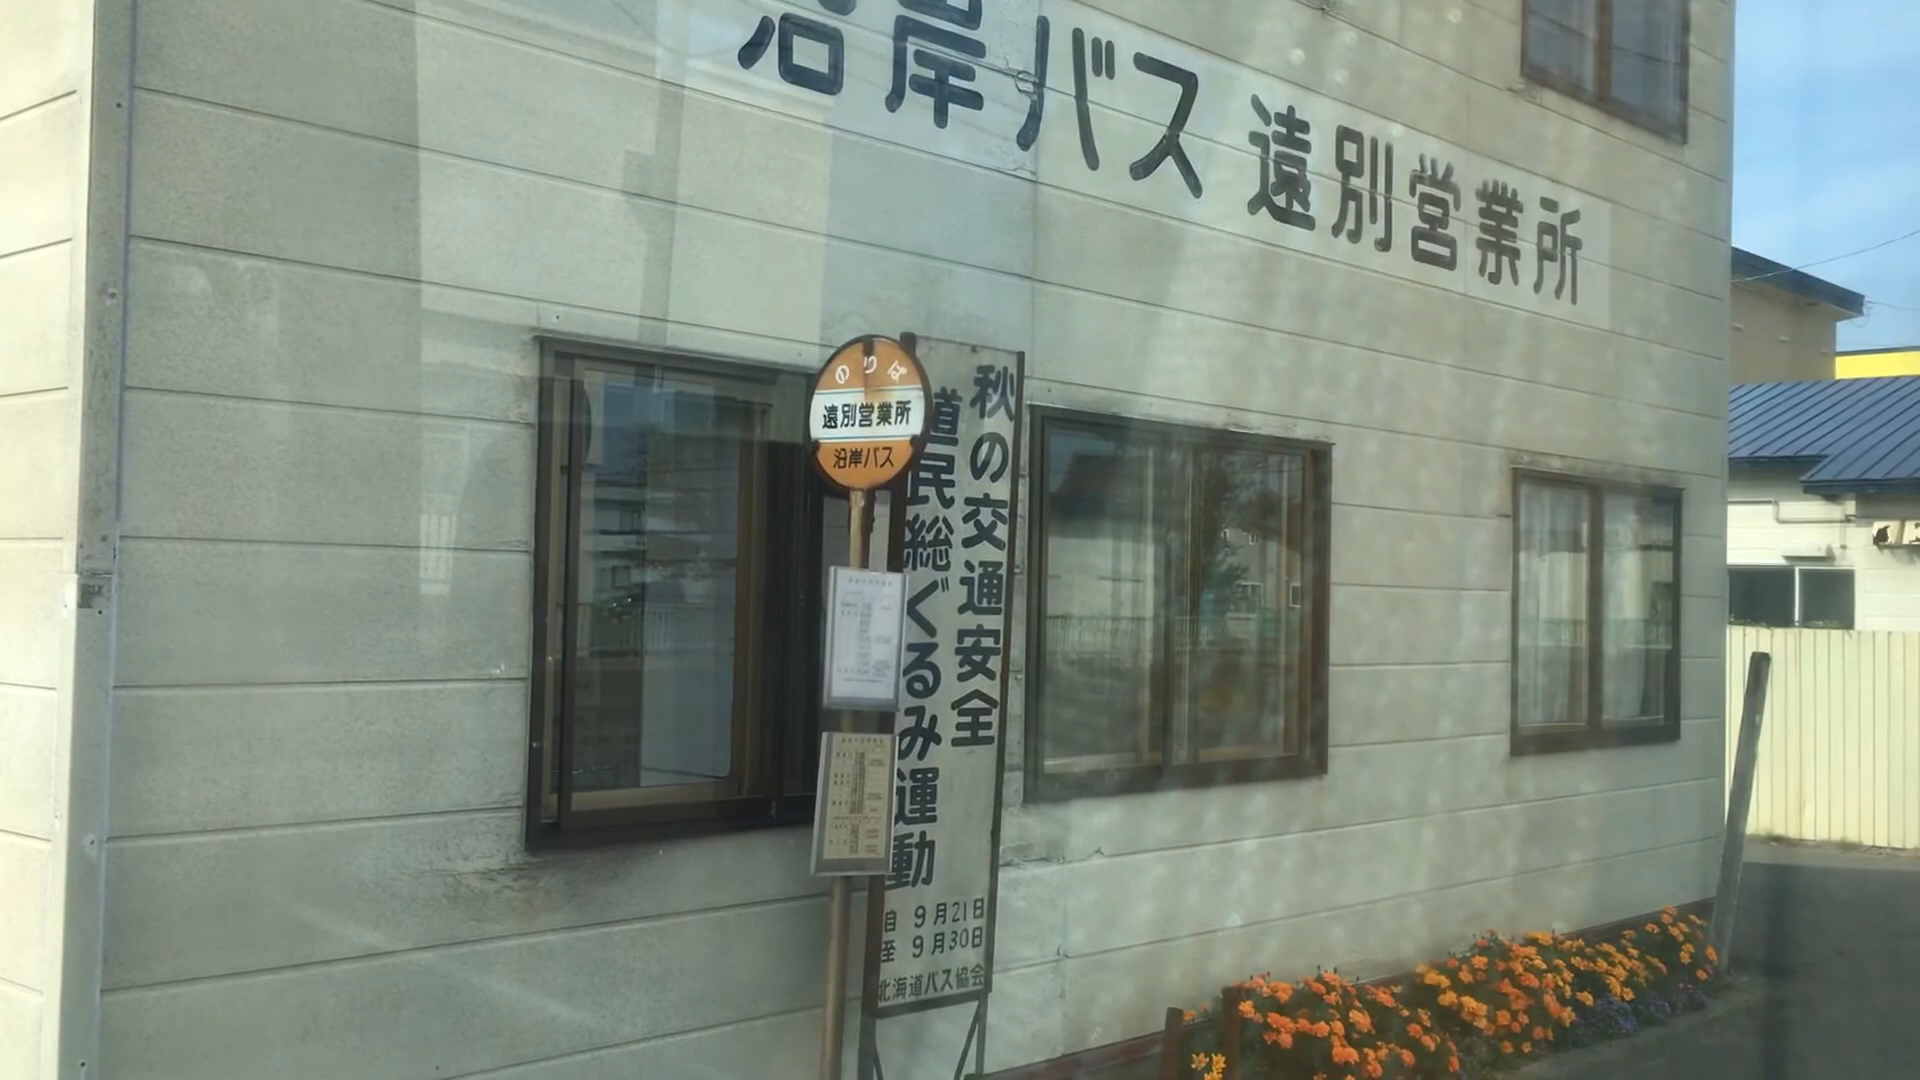 沿岸バス 遠別営業所
のりば
遠別営業所
沿岸バス
秋の交通安全
道民総ぐるみ運動
自 9月21日
至 9月30日
北海道バス協会